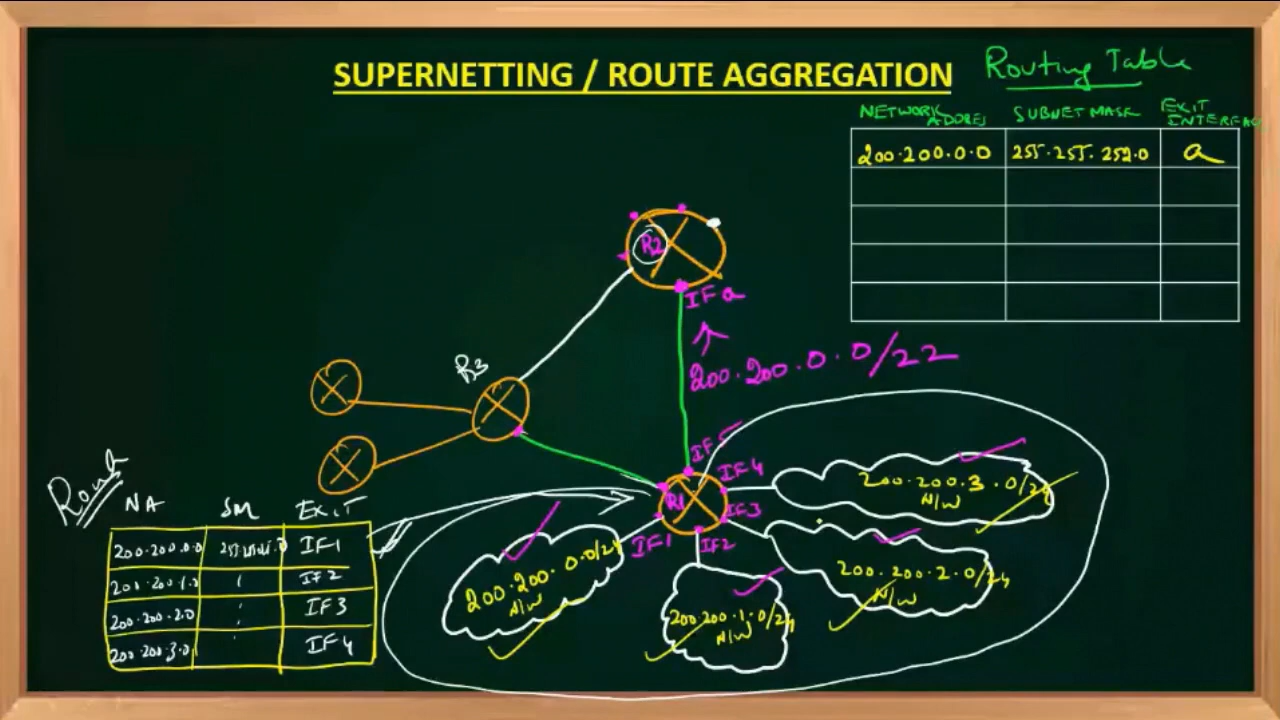 SUPERNETTING / ROUTE AGGREGATION
Routing Table
NETWORK ADDRES SUBNET MASK EXIT INTERFACE
200.200.0.0 255.255.252.0 a
R2
IF a
200.200.0.0/22
R3
IF5
IF4
R1
IF3
IF1
IF2
200.200.3.0/24
N/W
200.200.2.0/24
N/W
200.200.0.0/24
N/W
200.200.1.0/24
N/W
NA SM EXIT
200.200.0.0 IF1
200.200.1.0 IF2
200.200.2.0 IF3
200.200.3.0 IF4